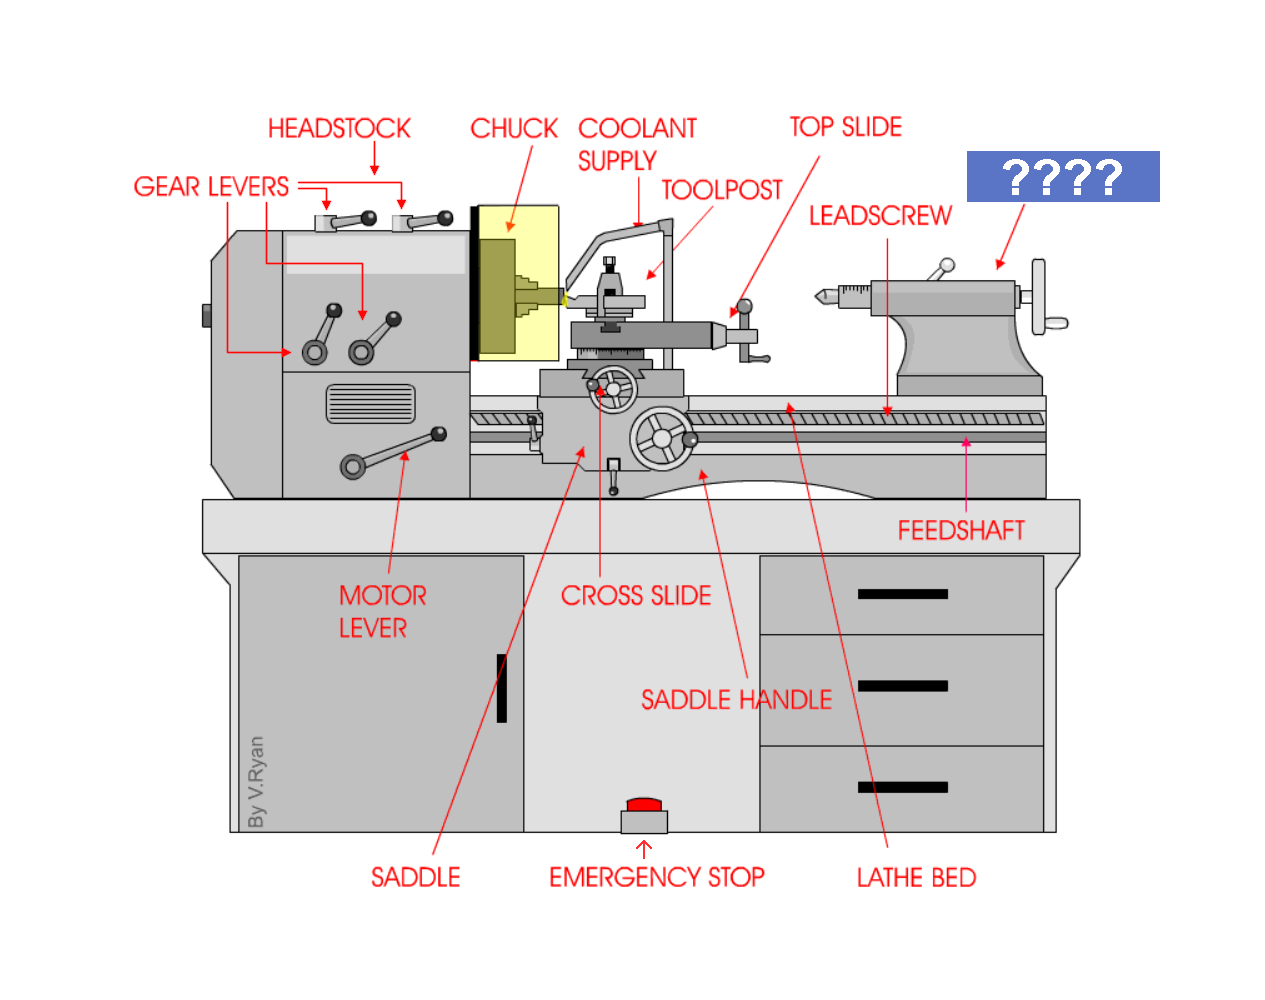 HEADSTOCK
CHUCK
COOLANT
SUPPLY
TOP SLIDE
????
GEAR LEVERS
TOOLPOST
LEADSCREW
FEEDSHAFT
MOTOR
LEVER
CROSS SLIDE
SADDLE HANDLE
By V.Ryan
SADDLE
EMERGENCY STOP
LATHE BED